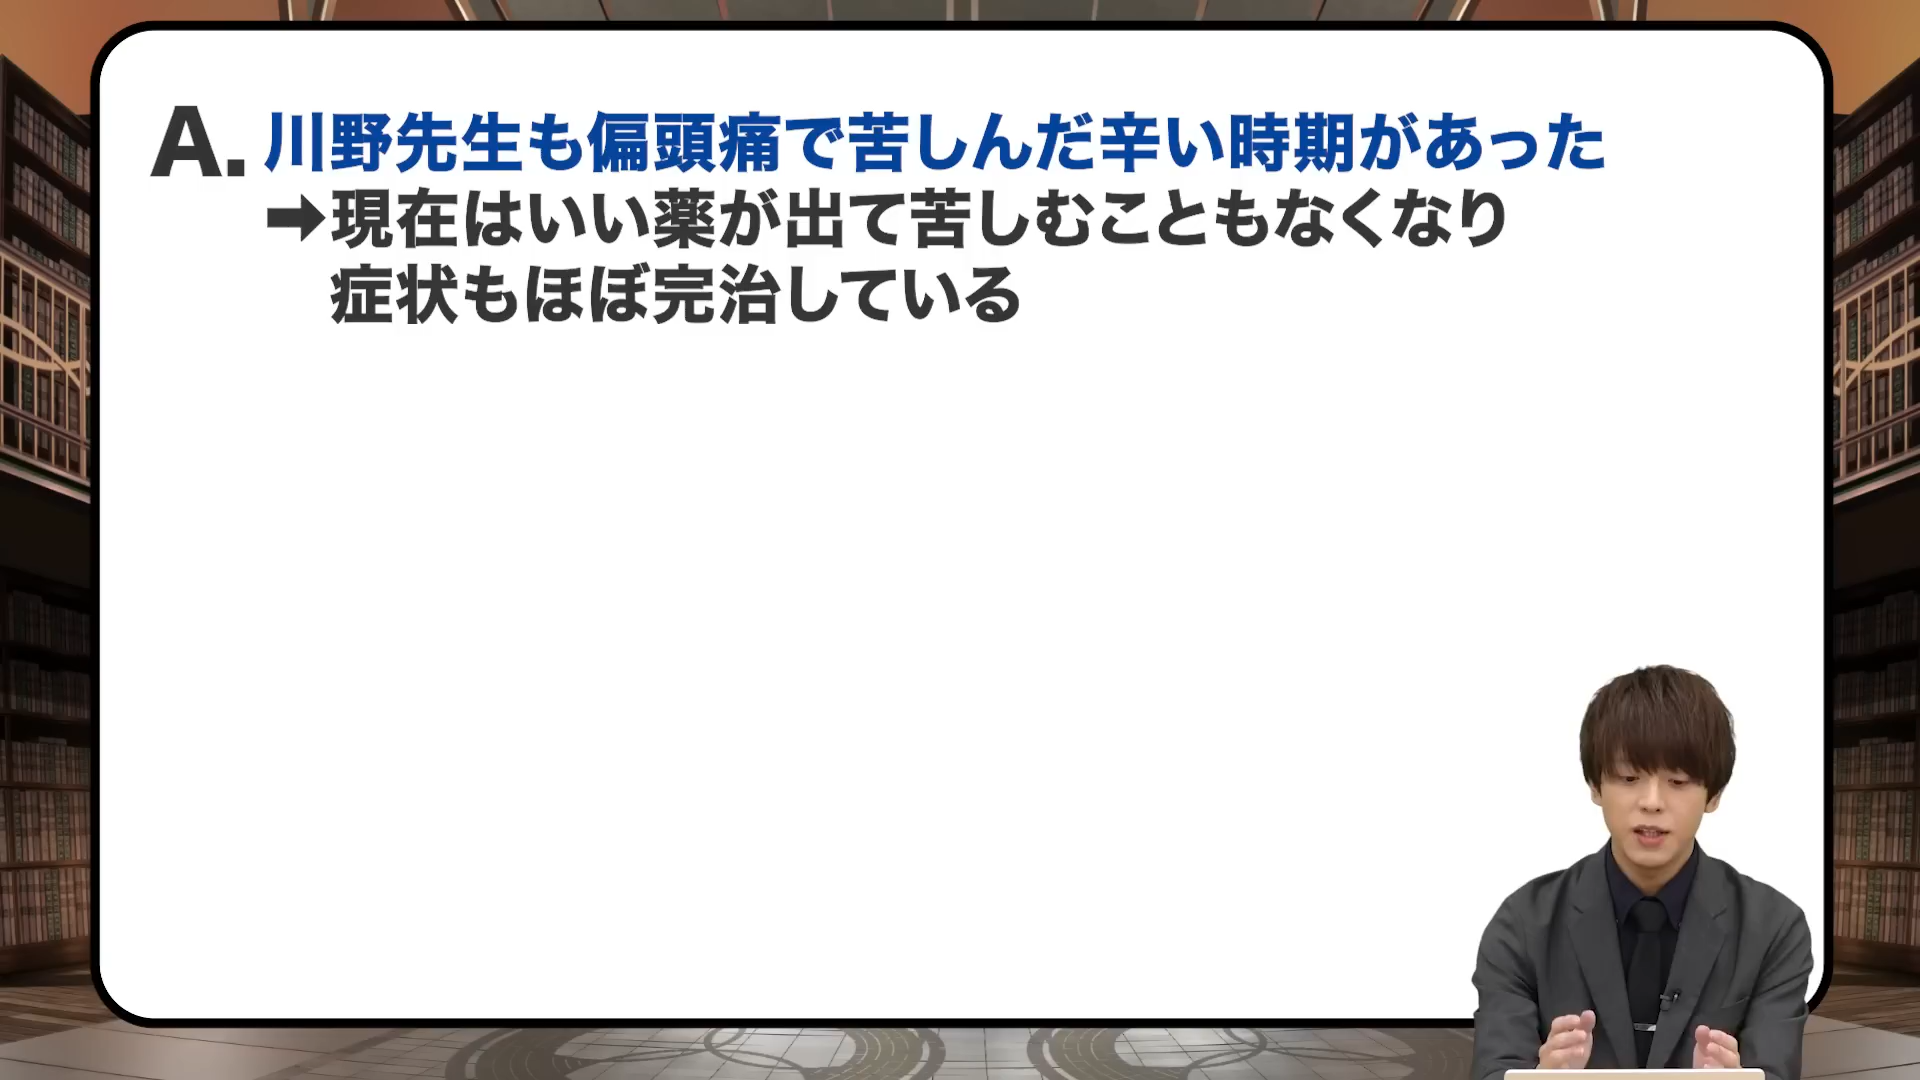 A. 川野先生も偏頭痛で苦しんだ辛い時期があった
➡現在はいい薬が出て苦しむこともなくなり
症状もほぼ完治している